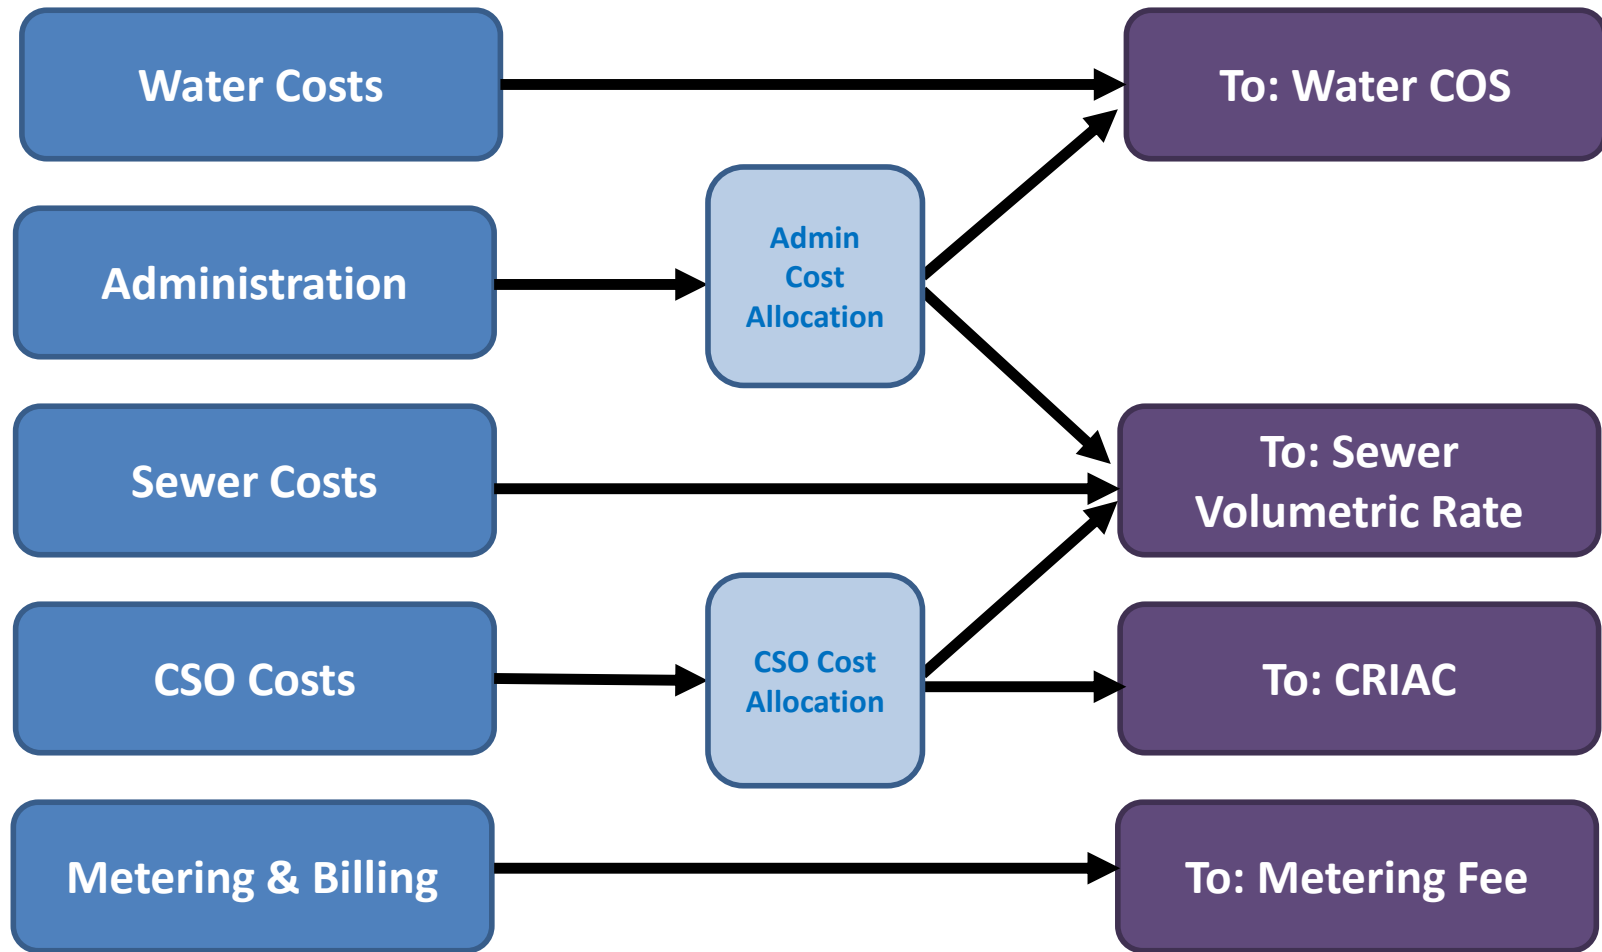 Water Costs
To: Water COS
Administration
Admin
Cost
Allocation
Sewer Costs
To: Sewer
Volumetric Rate
CSO Costs
CSO Cost
Allocation
To: CRIAC
Metering & Billing
To: Metering Fee